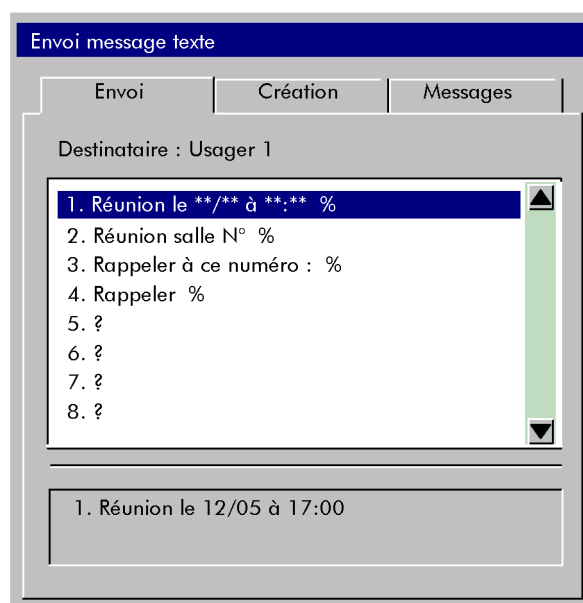 Envoi message texte
Envoi Création Messages
Destinataire : Usager 1
1. Réunion le **/** à **:** %
2. Réunion salle N° %
3. Rappeler à ce numéro : %
4. Rappeler %
5. ?
6. ?
7. ?
8. ?
1. Réunion le 12/05 à 17:00